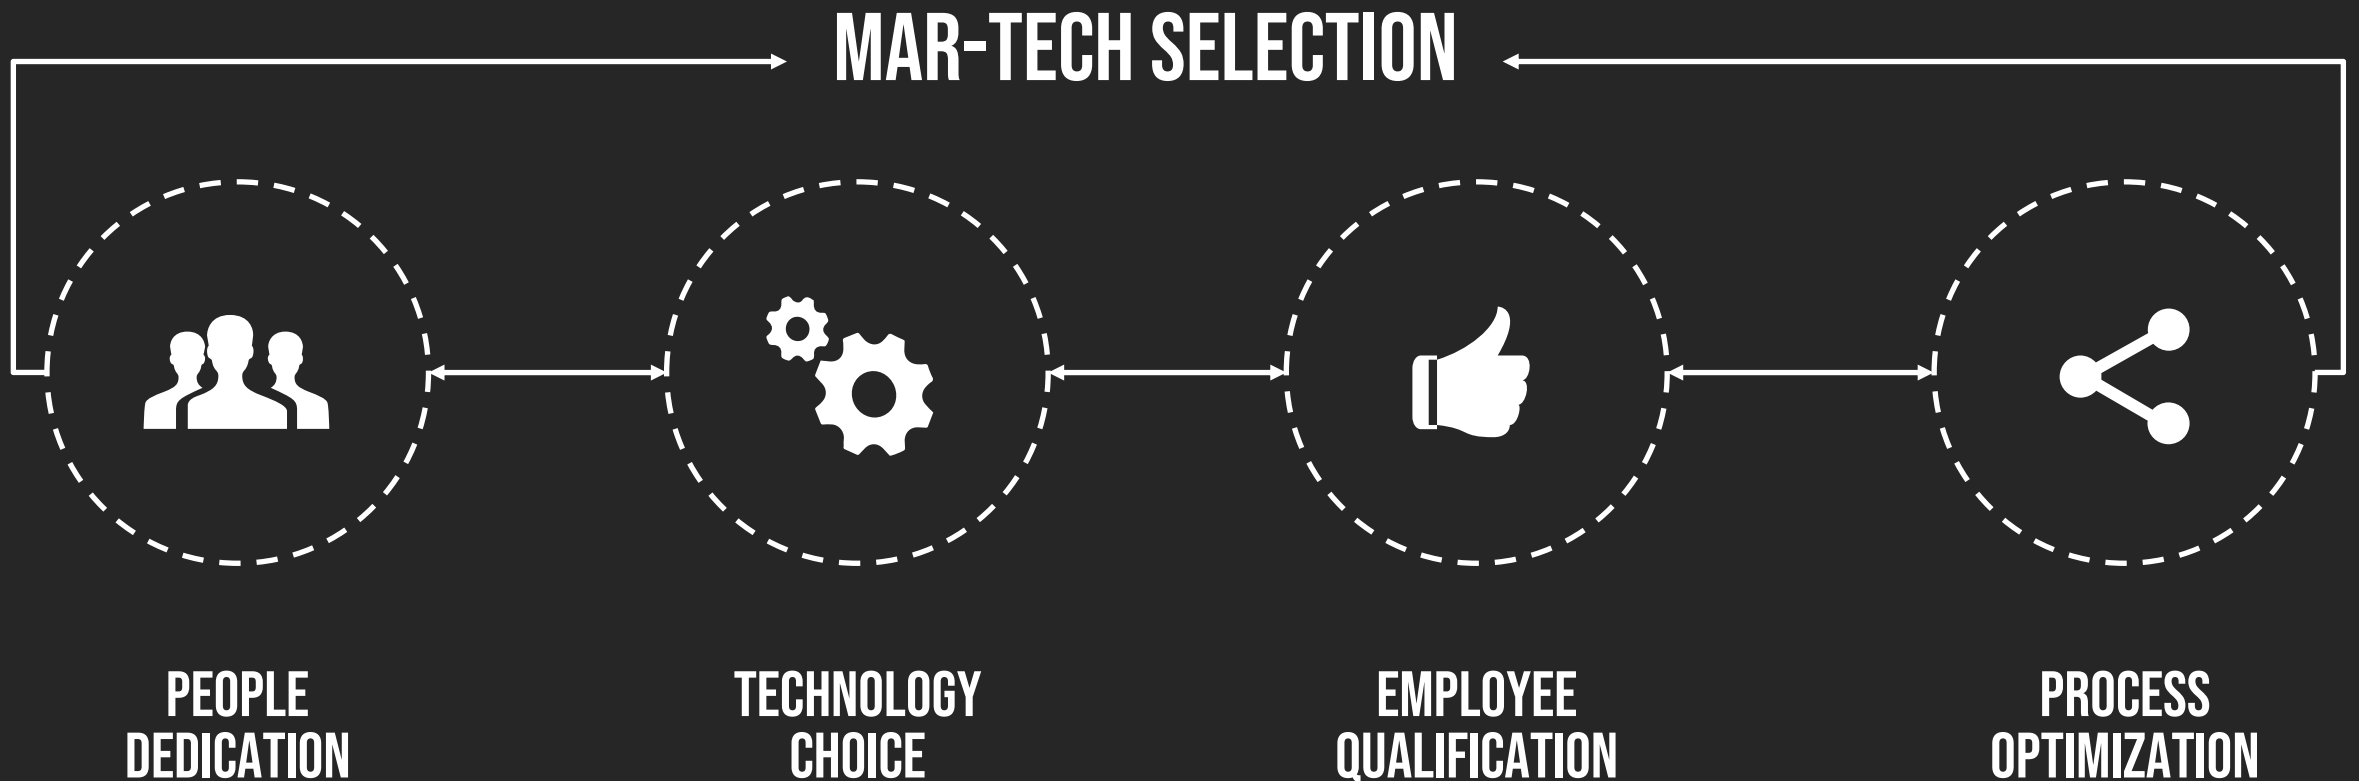 MAR-TECH SELECTION
PEOPLE
DEDICATION
TECHNOLOGY
CHOICE
EMPLOYEE
QUALIFICATION
PROCESS
OPTIMIZATION